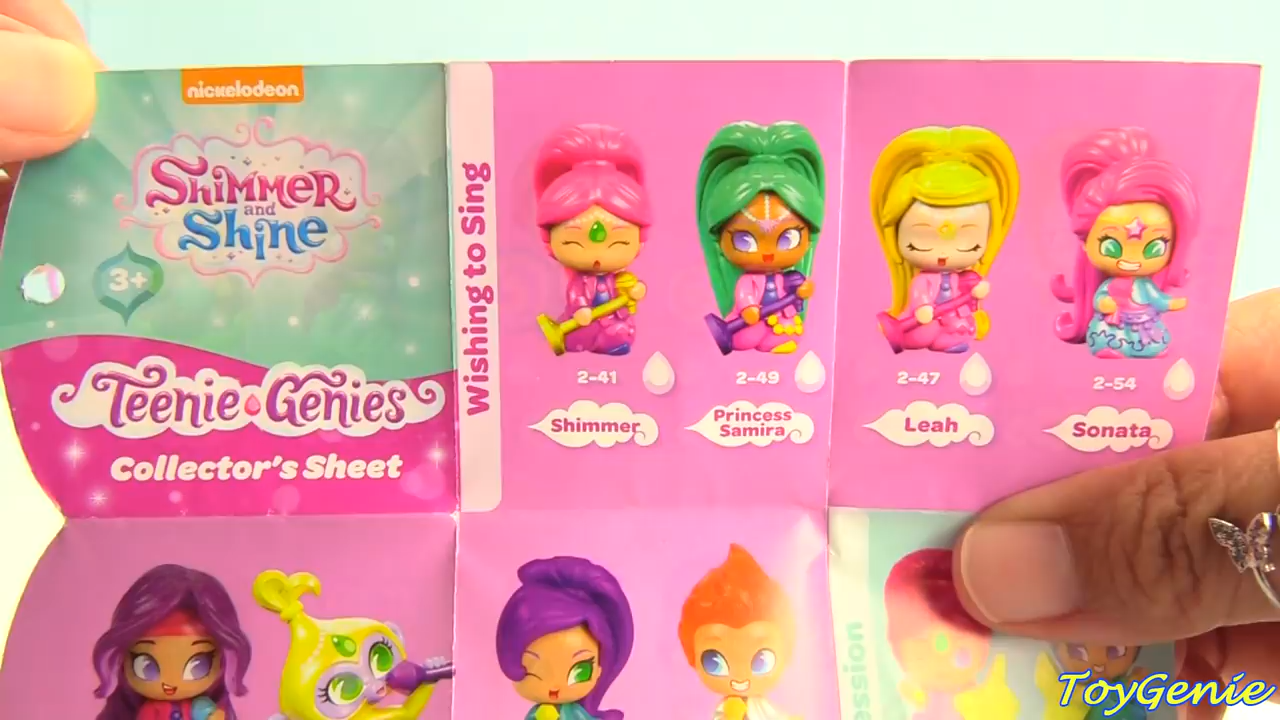 nickelodeon
Shimmer
and
Shine
3+
Teenie Genies
Collector's Sheet
Wishing to Sing
2-41
Shimmer
2-49
Princess
Samira
2-47
Leah
2-54
Sonata
ession
ToyGenie